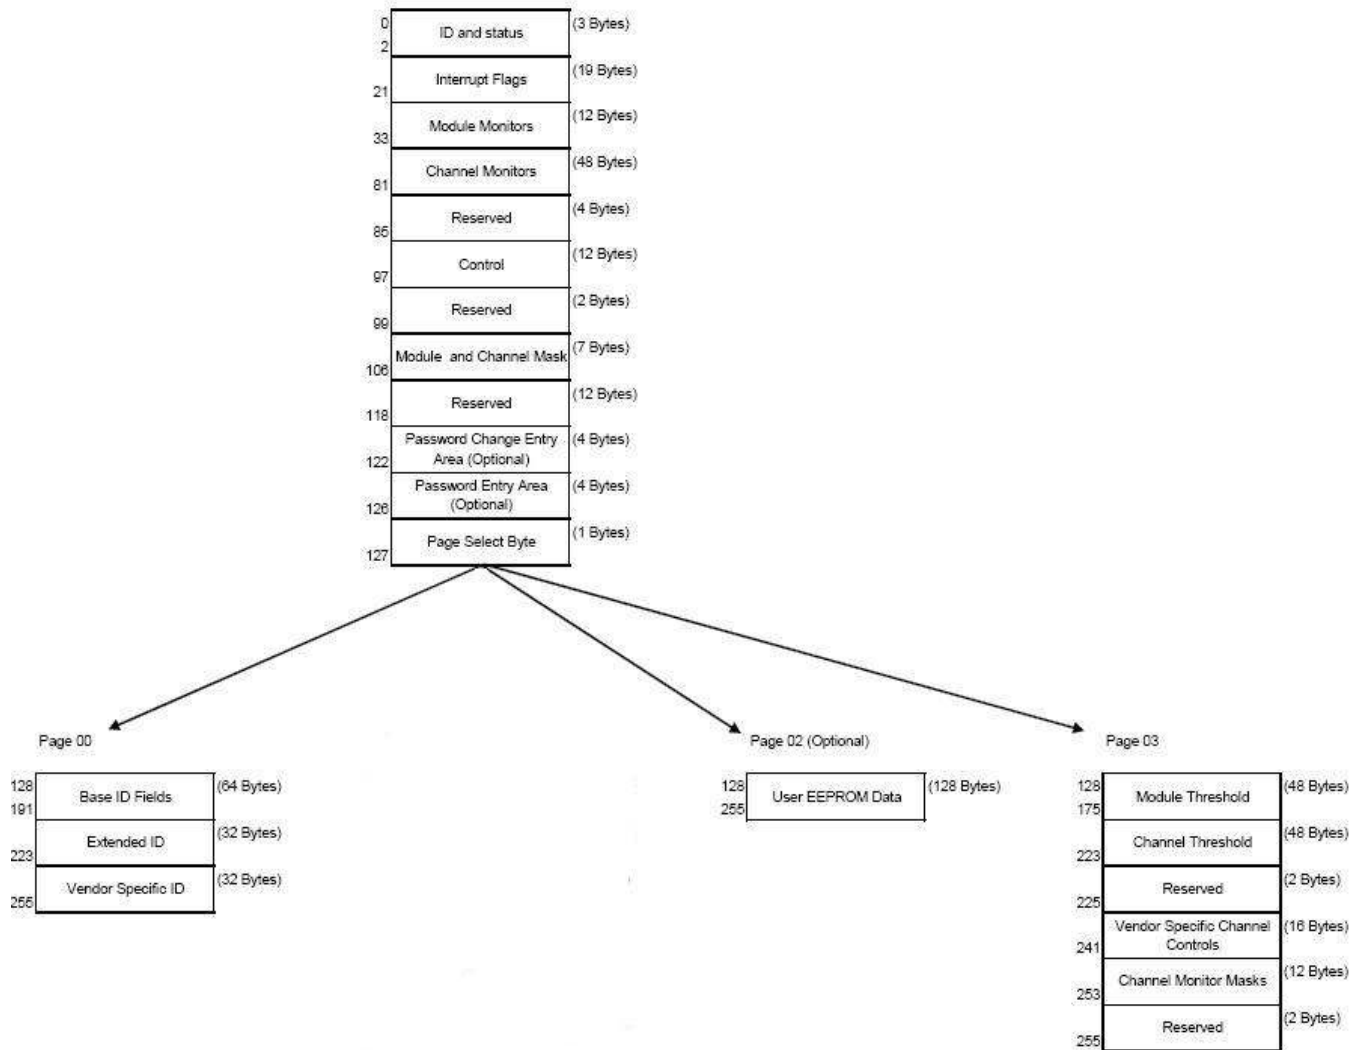 0
ID and status
(3 Bytes)
2
Interrupt Flags
(19 Bytes)
21
Module Monitors
(12 Bytes)
33
Channel Monitors
(48 Bytes)
81
Reserved
(4 Bytes)
85
Control
(12 Bytes)
97
Reserved
(2 Bytes)
99
Module and Channel Mask
(7 Bytes)
106
Reserved
(12 Bytes)
118
Password Change Entry
Area (Optional)
(4 Bytes)
122
Password Entry Area
(Optional)
(4 Bytes)
126
Page Select Byte
(1 Bytes)
127
Page 00
128
Base ID Fields
(64 Bytes)
191
Extended ID
(32 Bytes)
223
Vendor Specific ID
(32 Bytes)
255
Page 02 (Optional)
128
User EEPROM Data
(128 Bytes)
255
Page 03
128
Module Threshold
(48 Bytes)
175
Channel Threshold
(48 Bytes)
223
Reserved
(2 Bytes)
225
Vendor Specific Channel
Controls
(16 Bytes)
241
Channel Monitor Masks
(12 Bytes)
253
Reserved
(2 Bytes)
255